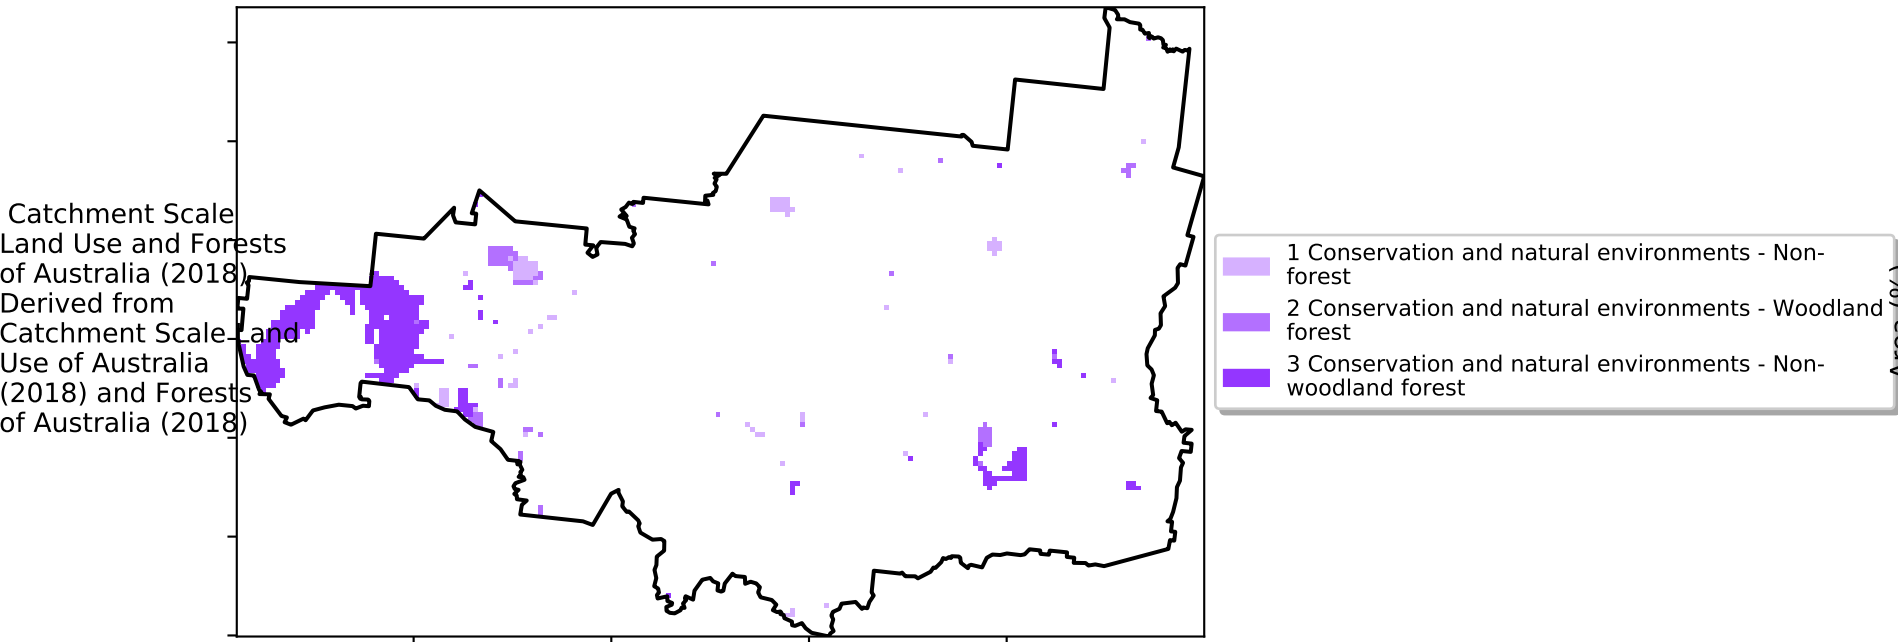 Catchment Scale
Land Use and Forests
of Australia (2018)
Derived from
Catchment Scale Land
Use of Australia
(2018) and Forests
of Australia (2018)
1 Conservation and natural environments - Non-
forest
2 Conservation and natural environments - Woodland
forest
3 Conservation and natural environments - Non-
woodland forest